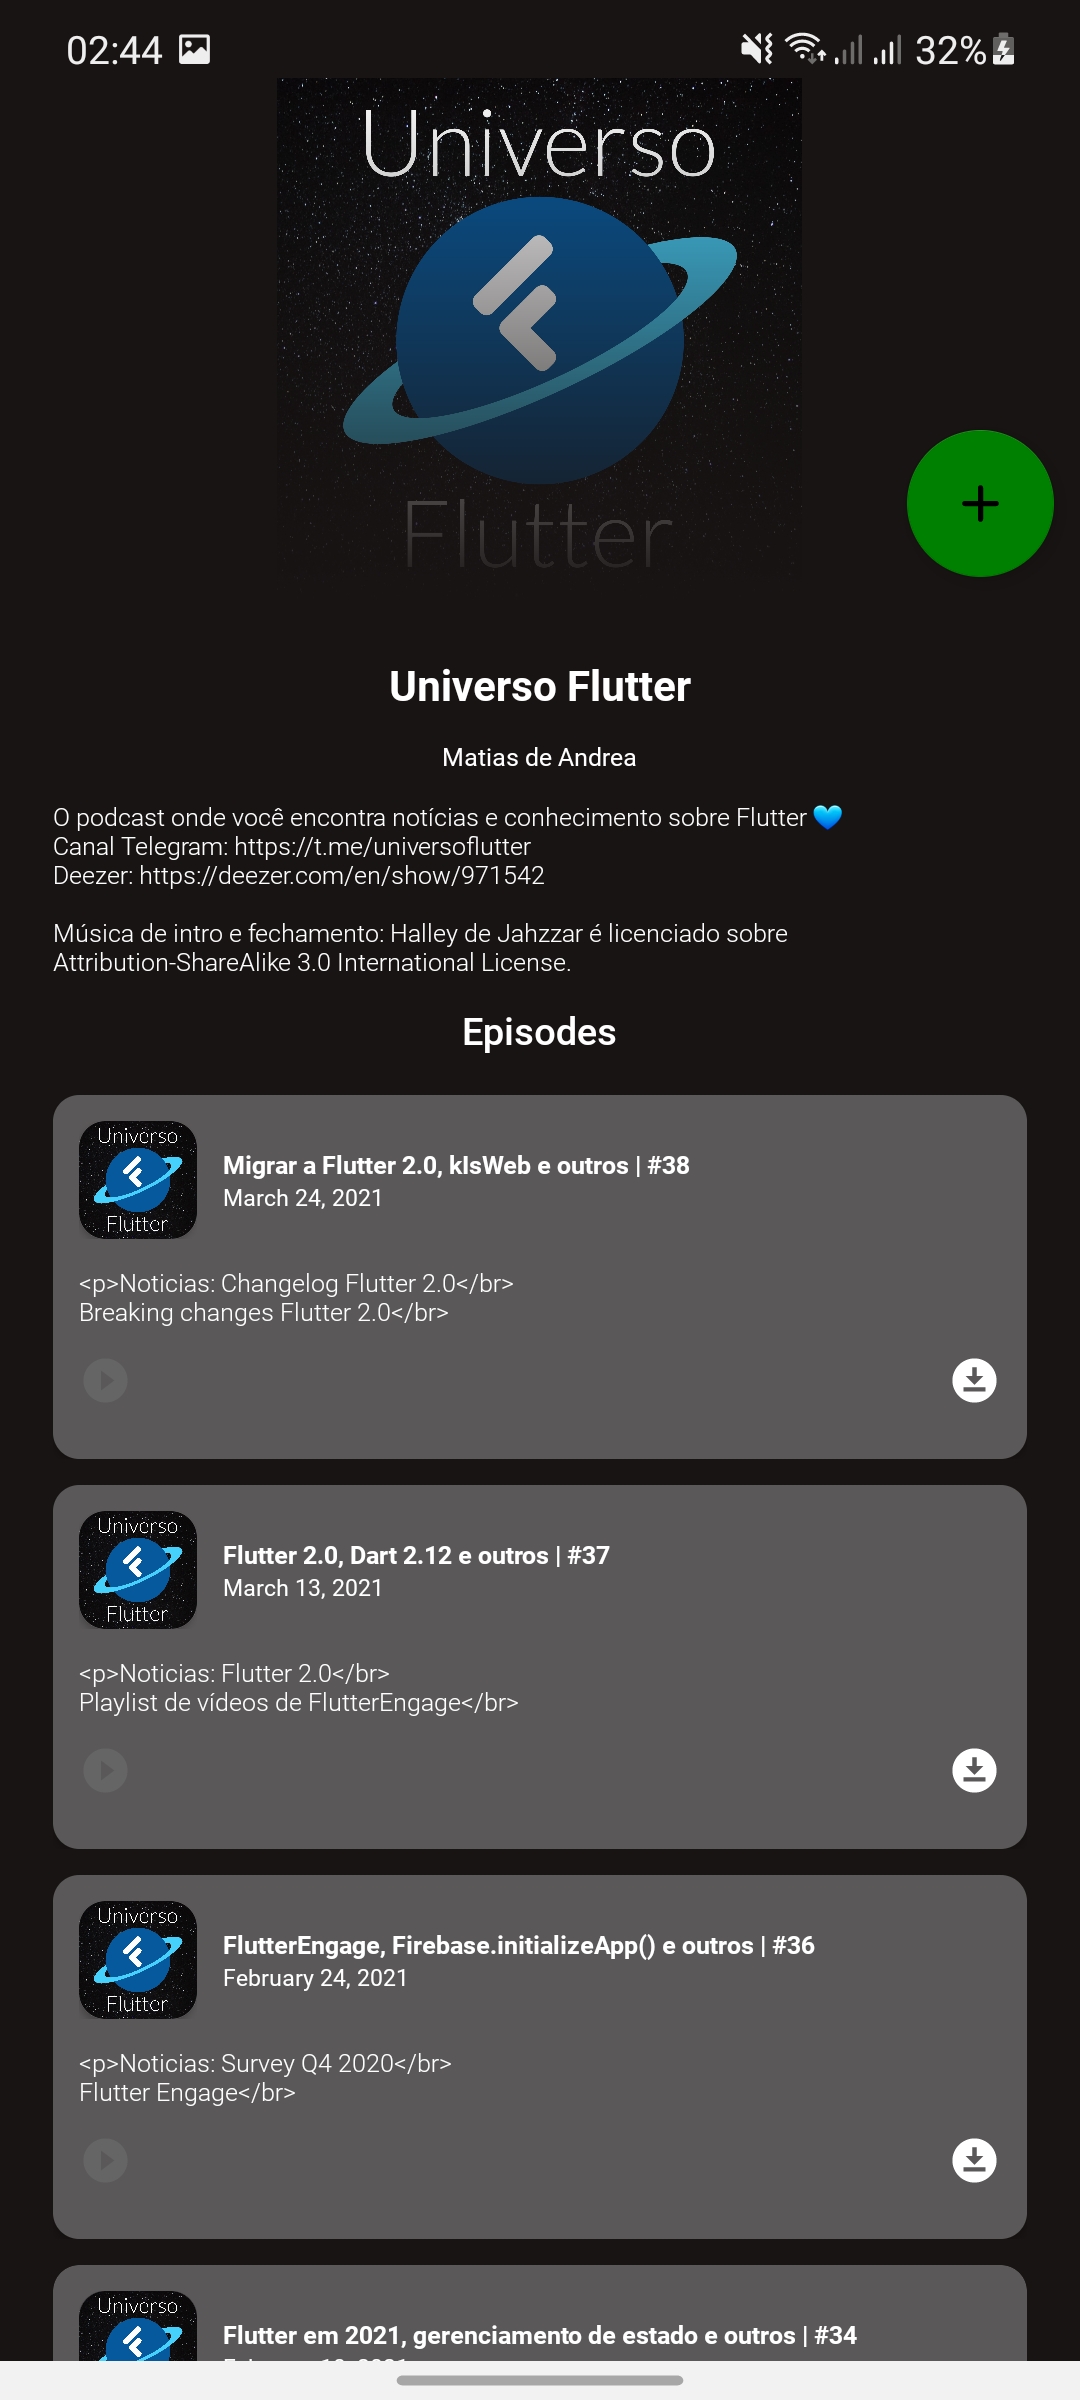 02:44
32%
Universo
Flutter
Universo Flutter
Matias de Andrea
O podcast onde você encontra notícias e conhecimento sobre Flutter 💙
Canal Telegram: https://t.me/universoflutter
Deezer: https://deezer.com/en/show/971542
Música de intro e fechamento: Halley de Jahzzar é licenciado sobre
Attribution-ShareAlike 3.0 International License.
Episodes
Universo
Flutter
Migrar a Flutter 2.0, kIsWeb e outros | #38
March 24, 2021
<p>Noticias: Changelog Flutter 2.0</br>
Breaking changes Flutter 2.0</br>
Universo
Flutter
Flutter 2.0, Dart 2.12 e outros | #37
March 13, 2021
<p>Noticias: Flutter 2.0</br>
Playlist de vídeos de FlutterEngage</br>
Universo
Flutter
FlutterEngage, Firebase.initializeApp() e outros | #36
February 24, 2021
<p>Noticias: Survey Q4 2020</br>
Flutter Engage</br>
Universo
Flutter em 2021, gerenciamento de estado e outros | #34